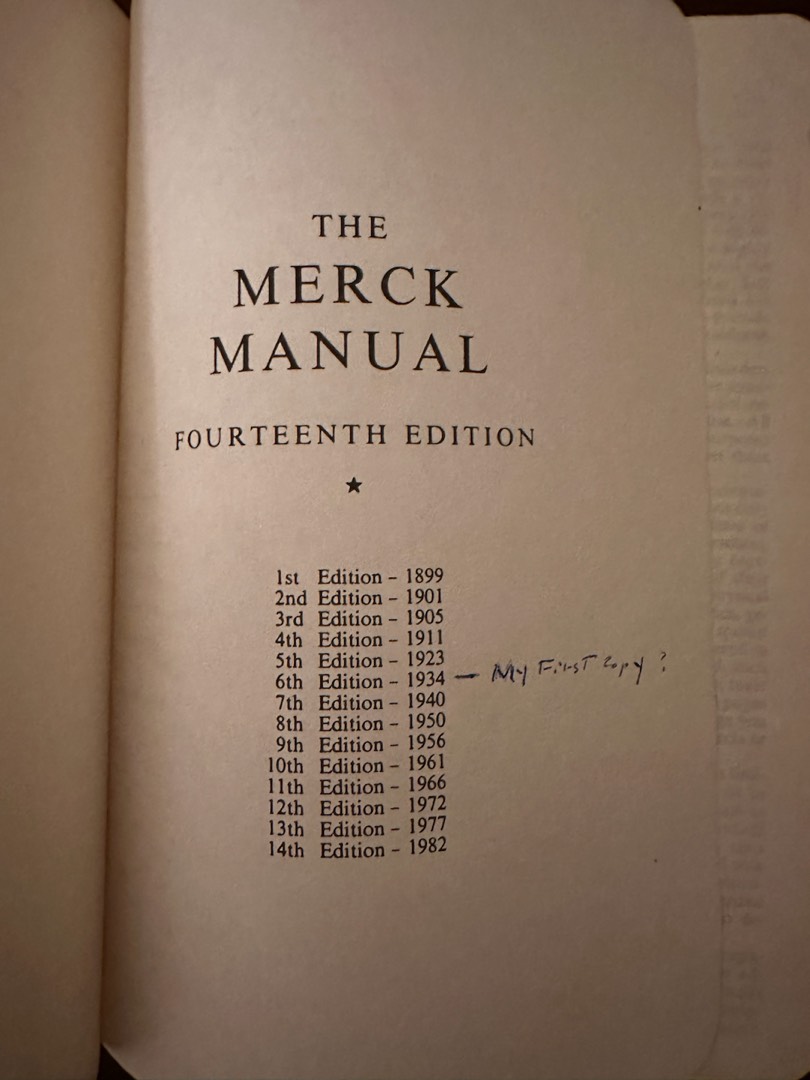 THE
MERCK
MANUAL
FOURTEENTH EDITION
★
1st Edition – 1899
2nd Edition – 1901
3rd Edition – 1905
4th Edition – 1911
5th Edition – 1923
6th Edition – 1934 — My First Copy ?
7th Edition – 1940
8th Edition – 1950
9th Edition – 1956
10th Edition – 1961
11th Edition – 1966
12th Edition – 1972
13th Edition – 1977
14th Edition – 1982